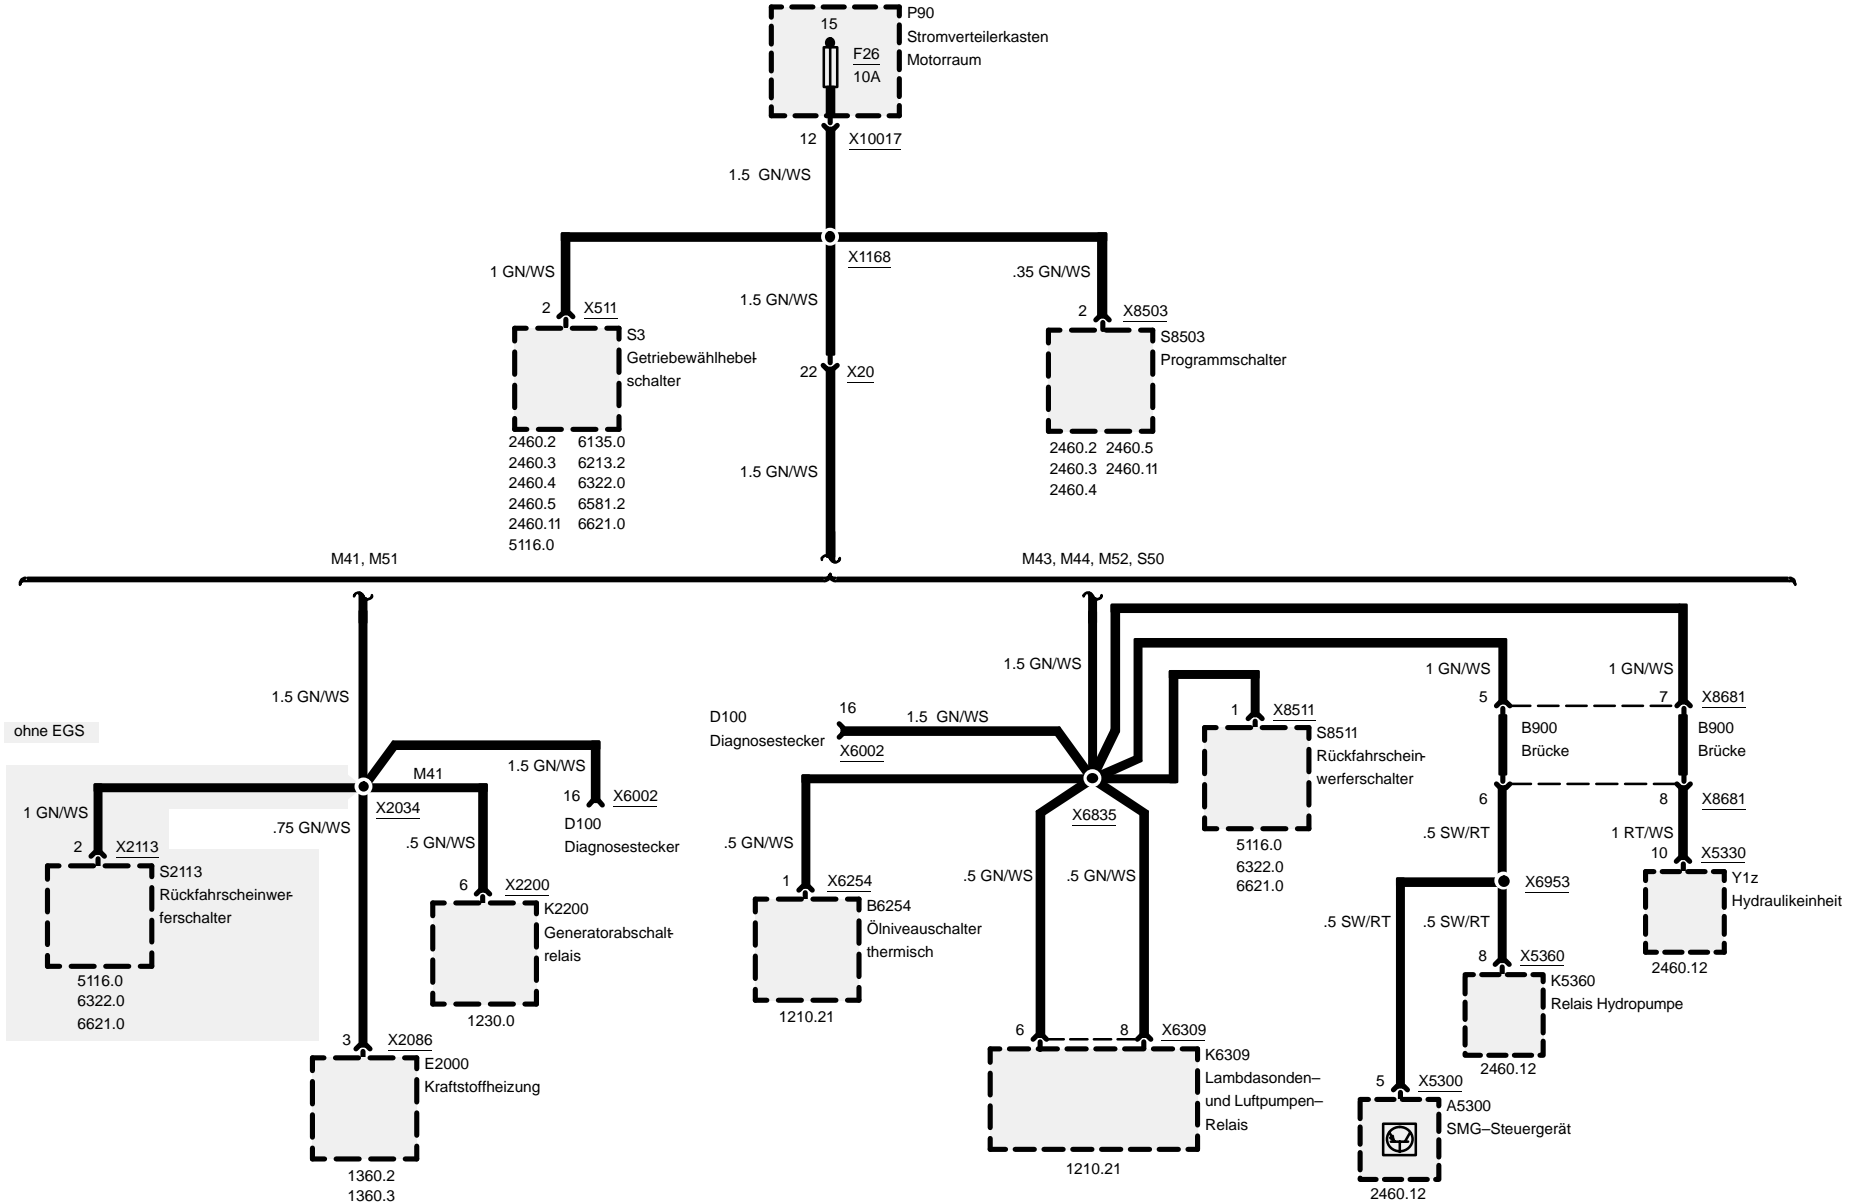 P90
15
Stromverteilerkasten
F26
Motorraum
10A
12 X10017
1.5 GN/WS
X1168
1 GN/WS
.35 GN/WS
1.5 GN/WS
2 X511
2 X8503
S3
Getriebewählhebel-
schalter
S8503
Programmschalter
22 X20
2460.2 6135.0
2460.3 6213.2
2460.4 6322.0
2460.5 6581.2
2460.11 6621.0
5116.0
2460.2 2460.5
2460.3 2460.11
2460.4
1.5 GN/WS
M41, M51
M43, M44, M52, S50
1.5 GN/WS
ohne EGS
1.5 GN/WS
M41
16 X6002
D100
Diagnosestecker
X2034
1 GN/WS
.75 GN/WS
.5 GN/WS
2 X2113
S2113
Rückfahrscheinwer-
ferschalter
5116.0
6322.0
6621.0
6 X2200
K2200
Generatorabschalt-
relais
1230.0
3 X2086
E2000
Kraftstoffheizung
1360.2
1360.3
1.5 GN/WS
1 GN/WS
1 GN/WS
D100
Diagnosestecker
16
X6002
1.5 GN/WS
1 X8511
S8511
Rückfahrschein-
werferschalter
5116.0
6322.0
6621.0
5
7 X8681
B900
Brücke
B900
Brücke
6
8 X8681
X6835
.5 GN/WS
.5 GN/WS
.5 GN/WS
.5 SW/RT
1 RT/WS
10 X5330
Y1z
Hydraulikeinheit
2460.12
X6953
1 X6254
B6254
Ölniveauschalter
thermisch
1210.21
.5 SW/RT
.5 SW/RT
8 X5360
K5360
Relais Hydropumpe
2460.12
6
8 X6309
K6309
Lambdasonden–
und Luftpumpen–
Relais
1210.21
5 X5300
A5300
SMG–Steuergerät
2460.12